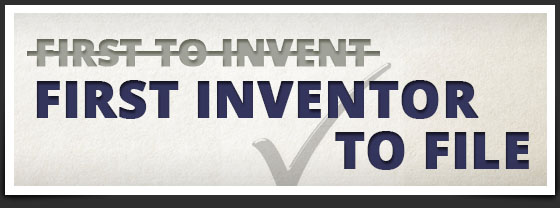 FIRST TO INVENT
FIRST INVENTOR
TO FILE